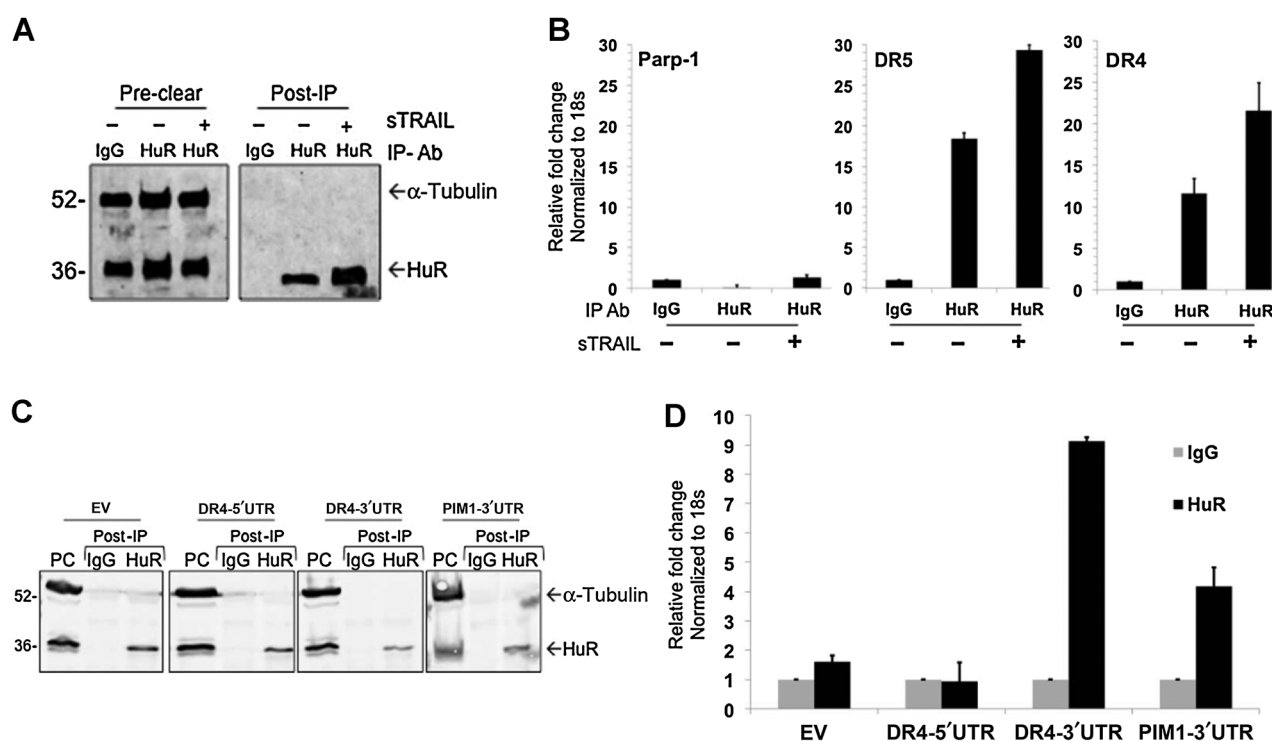 A
Pre-clear Post-IP
– – + – – + sTRAIL
IgG HuR HuR IgG HuR HuR IP- Ab
52- ←α-Tubulin
36- ←HuR
B
Relative fold change
Normalized to 18s
30
25
20
15
10
5
0
Parp-1
30
25
20
15
10
5
0
DR5
30
25
20
15
10
5
0
DR4
IP Ab IgG HuR HuR IgG HuR HuR IgG HuR HuR
sTRAIL – – + – – + – – +
C
EV DR4-5′UTR DR4-3′UTR PIM1-3′UTR
Post-IP Post-IP Post-IP Post-IP
PC IgG HuR PC IgG HuR PC IgG HuR PC IgG HuR
52- ←α-Tubulin
36- ←HuR
D
Relative fold change
Normalized to 18s
10
9
8
7
6
5
4
3
2
1
0
IgG
HuR
EV DR4-5′UTR DR4-3′UTR PIM1-3′UTR